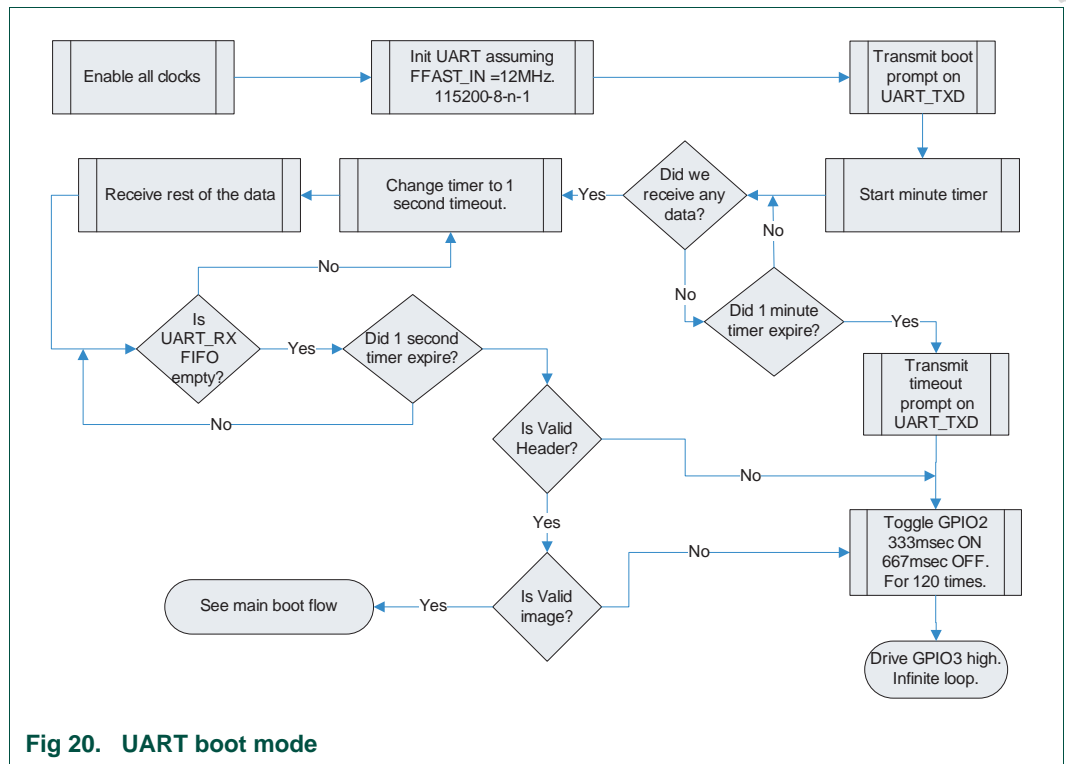 Enable all clocks
Init UART assuming
FFAST_IN =12MHz.
115200-8-n-1
Transmit boot
prompt on
UART_TXD
Receive rest of the data
Change timer to 1
second timeout.
Yes
Did we
receive any
data?
Start minute timer
No
No
No
Did 1 minute
timer expire?
Yes
Is
UART_RX
FIFO
empty?
Yes
Did 1 second
timer expire?
No
Transmit
timeout
prompt on
UART_TXD
Is Valid
Header?
No
Yes
Toggle GPIO2
333msec ON
667msec OFF.
For 120 times.
No
See main boot flow
Yes
Is Valid
image?
Drive GPIO3 high.
Infinite loop.
Fig 20. UART boot mode